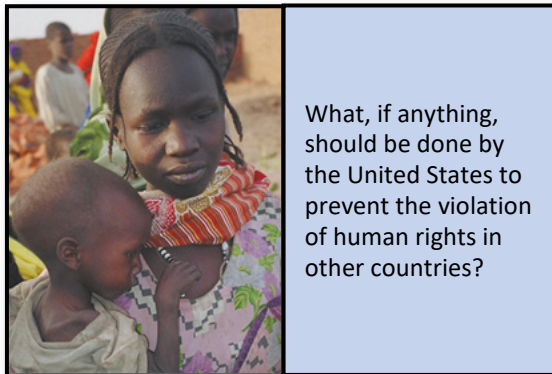 What, if anything,
should be done by
the United States to
prevent the violation
of human rights in
other countries?